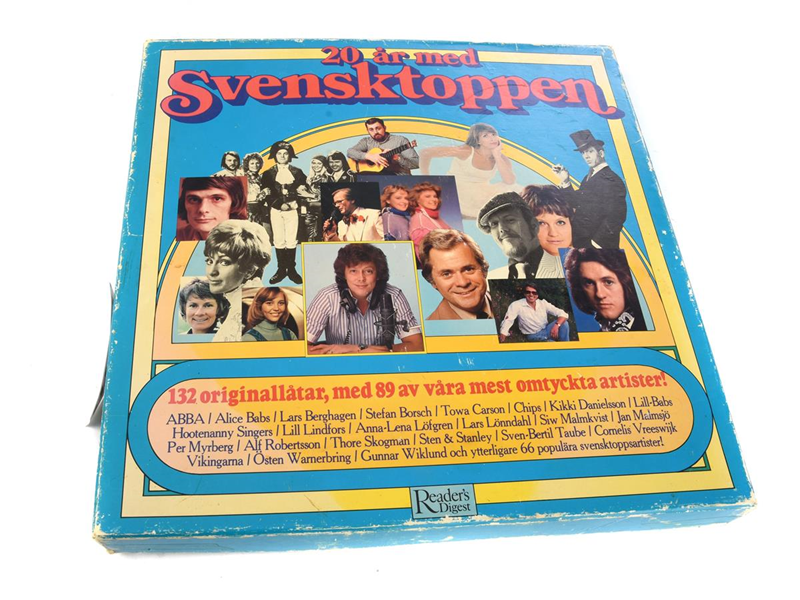 20 år med
Svensktoppen
132 originallåtar, med 89 av våra mest omtyckta artister!
ABBA / Alice Babs / Lars Berghagen / Stefan Borsch / Towa Carson / Chips / Kikki Danielsson / Lill-Babs
Hootenanny Singers / Lill Lindfors / Anna-Lena Löfgren / Lars Lönndahl / Siw Malmkvist / Jan Malmsjö
Per Myrberg / Alf Robertsson / Thore Skogman / Sten & Stanley / Sven-Bertil Taube / Cornelis Vreeswijk
Vikingarna / Östen Warnerbring / Gunnar Wiklund och ytterligare 66 populära svensktoppsartister!
Reader's
Digest